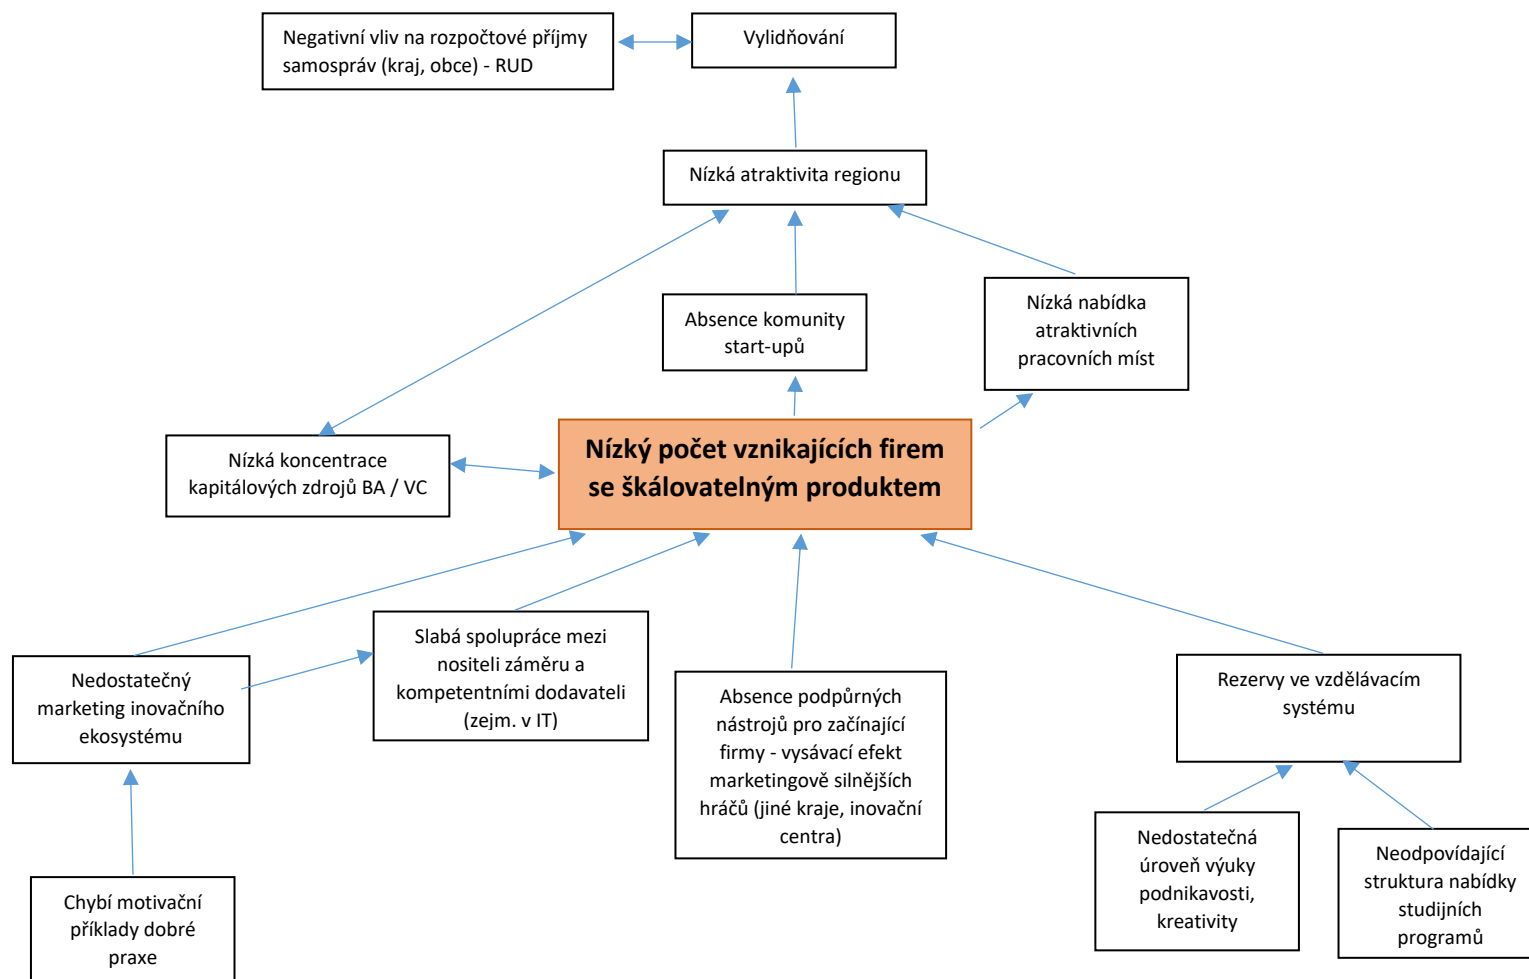 Negativní vliv na rozpočtové příjmy
samospráv (kraj, obce) - RUD
Vylidňování
Nízká atraktivita regionu
Absence komunity
start-upů
Nízká nabídka
atraktivních
pracovních míst
Nízká koncentrace
kapitálových zdrojů BA / VC
Nízký počet vznikajících firem
se škálovatelným produktem
Nedostatečný
marketing inovačního
ekosystému
Slabá spolupráce mezi
nositeli záměru a
kompetentními dodavateli
(zejm. v IT)
Absence podpůrných
nástrojů pro začínající
firmy - vysávací efekt
marketingově silnějších
hráčů (jiné kraje, inovační
centra)
Rezervy ve vzdělávacím
systému
Chybí motivační
příklady dobré
praxe
Nedostatečná
úroveň výuky
podnikavosti,
kreativity
Neodpovídající
struktura nabídky
studijních
programů